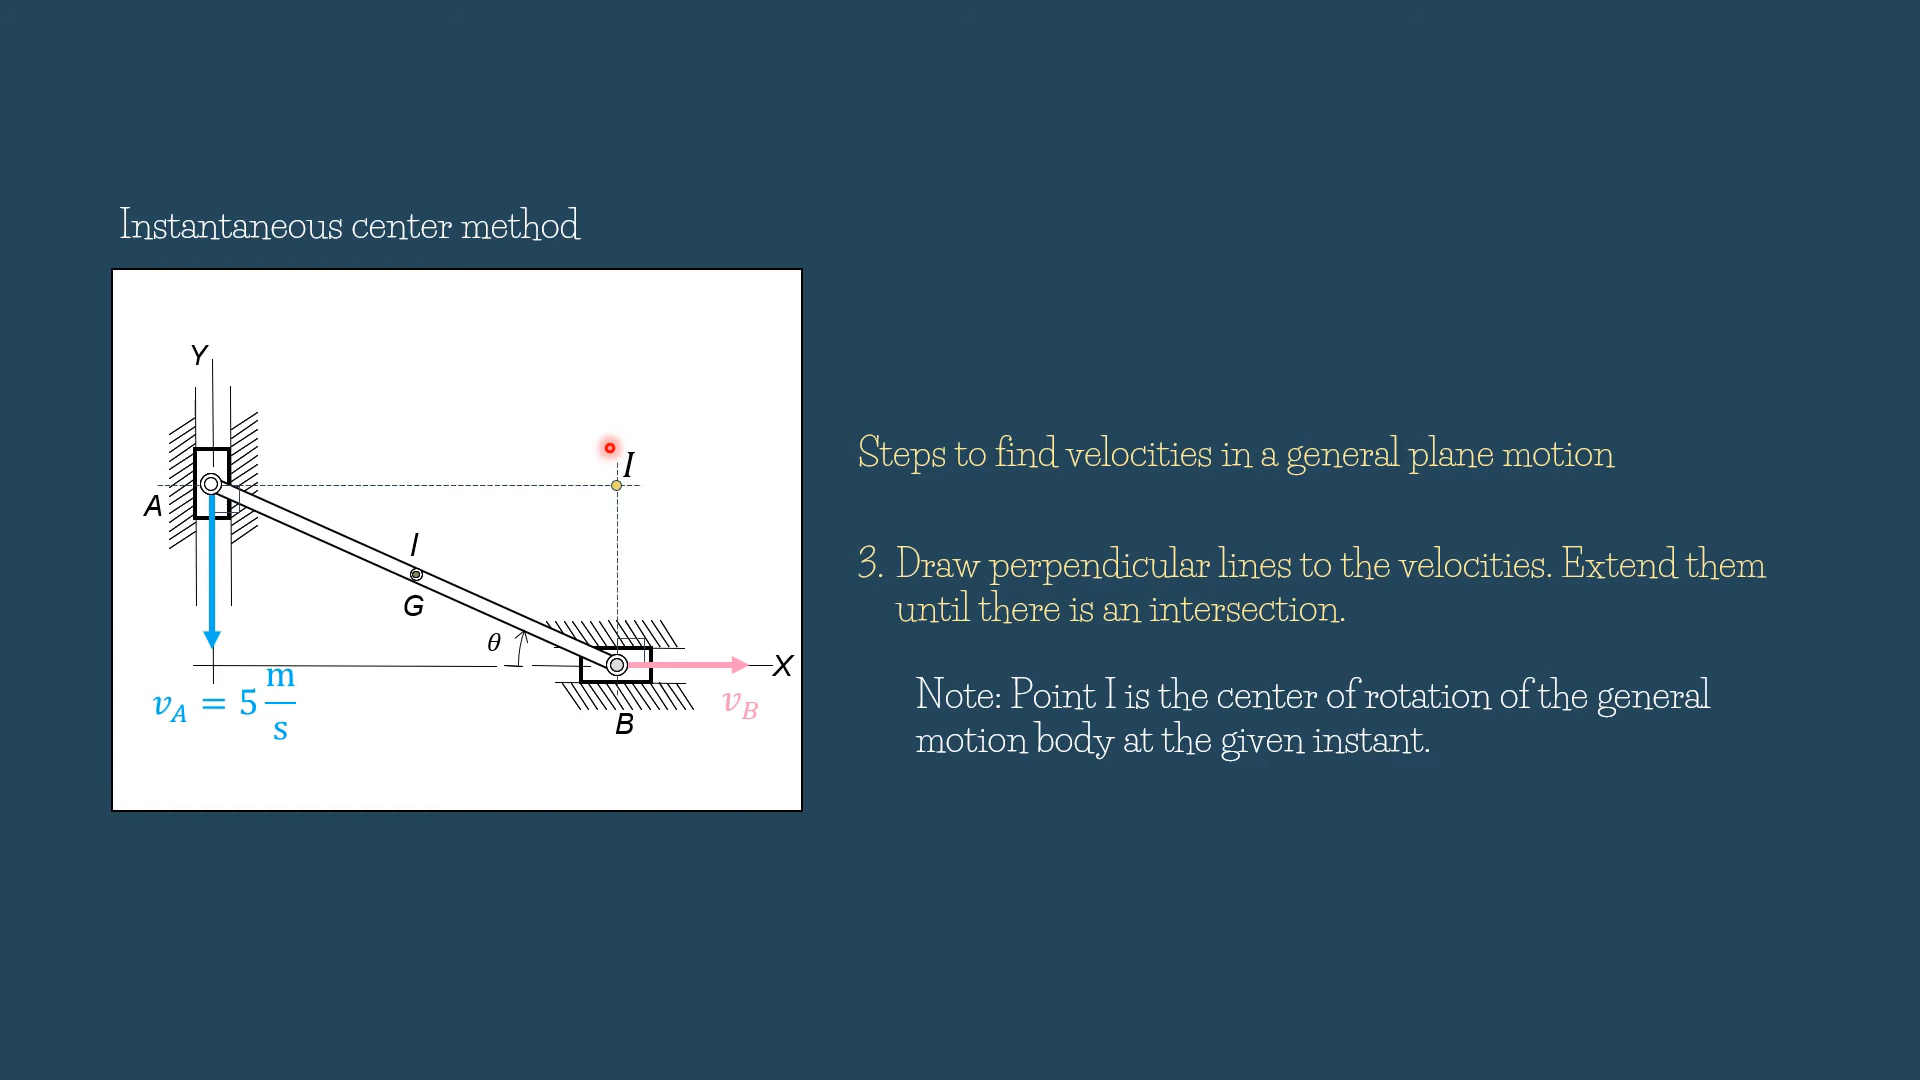 Instantaneous center method
Y
I
A
l
G
θ
X
v_A = 5 m/s
v_B
B
Steps to find velocities in a general plane motion
3. Draw perpendicular lines to the velocities. Extend them
until there is an intersection.
Note: Point I is the center of rotation of the general
motion body at the given instant.